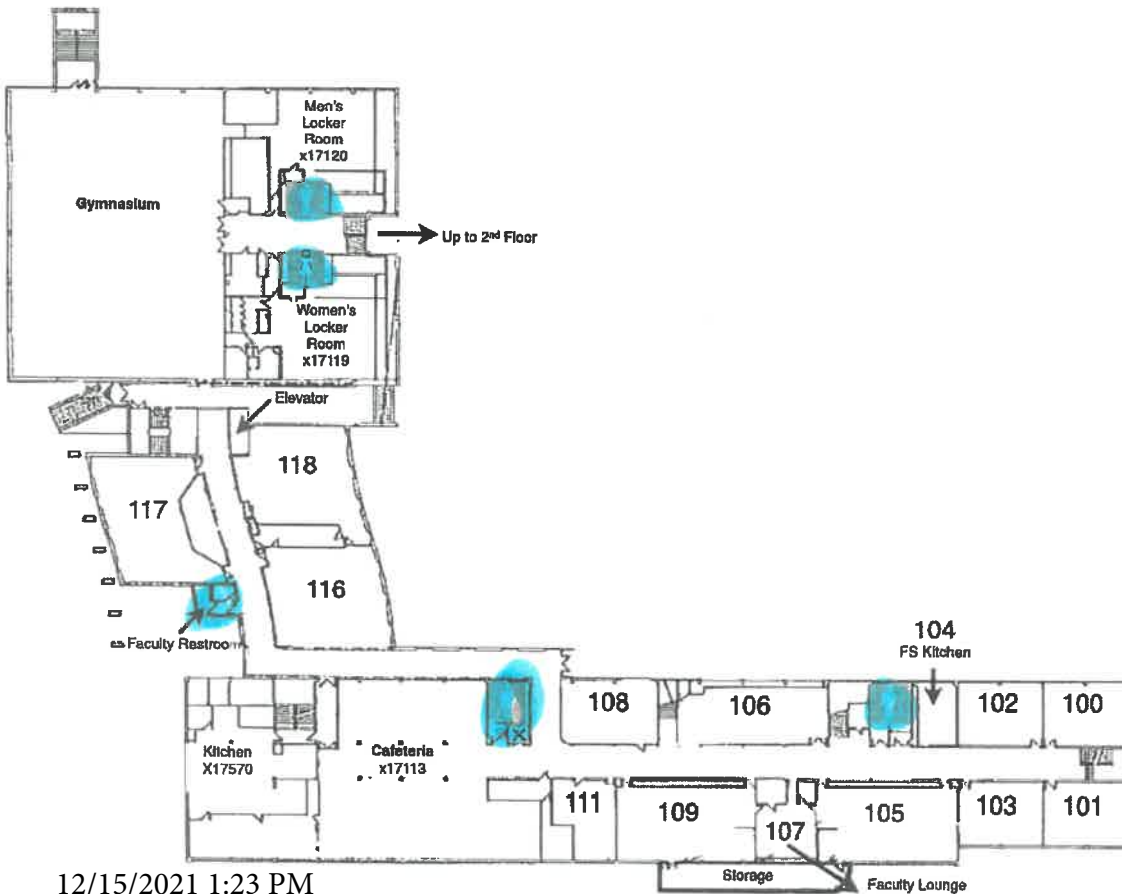 Men's
Locker
Room
x17120
Gymnasium
Up to 2nd Floor
Women's
Locker
Room
x17119
Elevator
118
117
116
Faculty Restroom
104
FS Kitchen
108
106
102
100
Kitchen
X17570
Cafeteria
x17113
111
109
107
105
103
101
Storage
Faculty Lounge
12/15/2021 1:23 PM